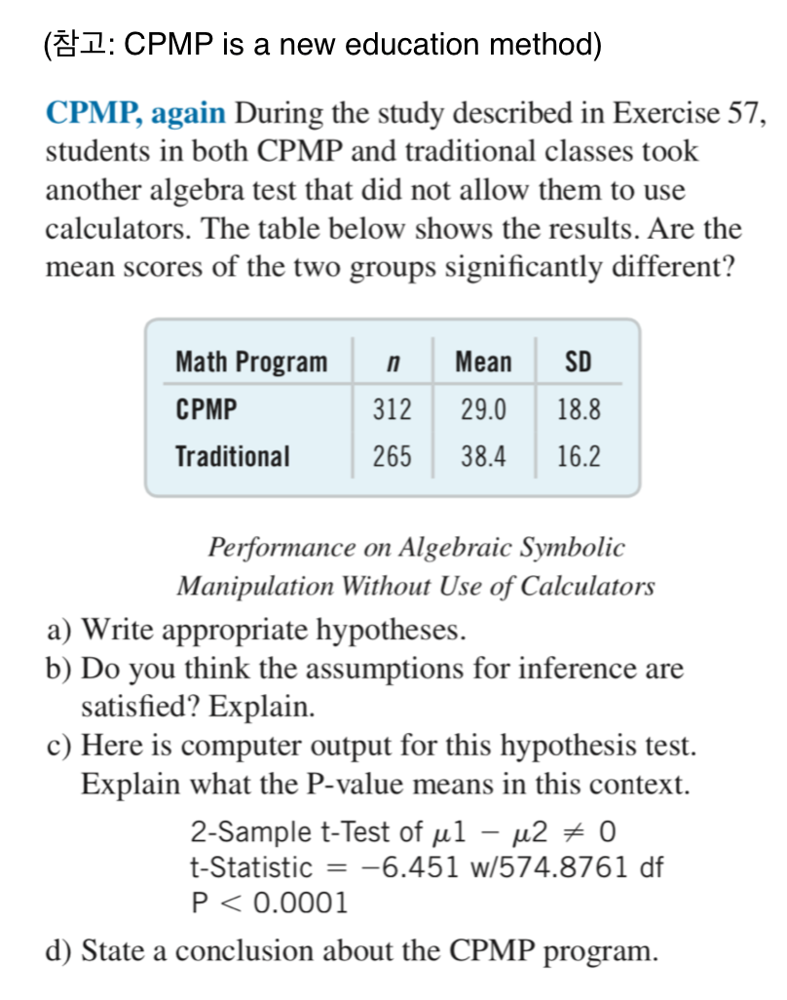 (참고: CPMP is a new education method)
CPMP, again During the study described in Exercise 57,
students in both CPMP and traditional classes took
another algebra test that did not allow them to use
calculators. The table below shows the results. Are the
mean scores of the two groups significantly different?
Math Program n Mean SD
CPMP 312 29.0 18.8
Traditional 265 38.4 16.2
Performance on Algebraic Symbolic
Manipulation Without Use of Calculators
a) Write appropriate hypotheses.
b) Do you think the assumptions for inference are
satisfied? Explain.
c) Here is computer output for this hypothesis test.
Explain what the P-value means in this context.
2-Sample t-Test of μ1 − μ2 ≠ 0
t-Statistic = −6.451 w/574.8761 df
P < 0.0001
d) State a conclusion about the CPMP program.